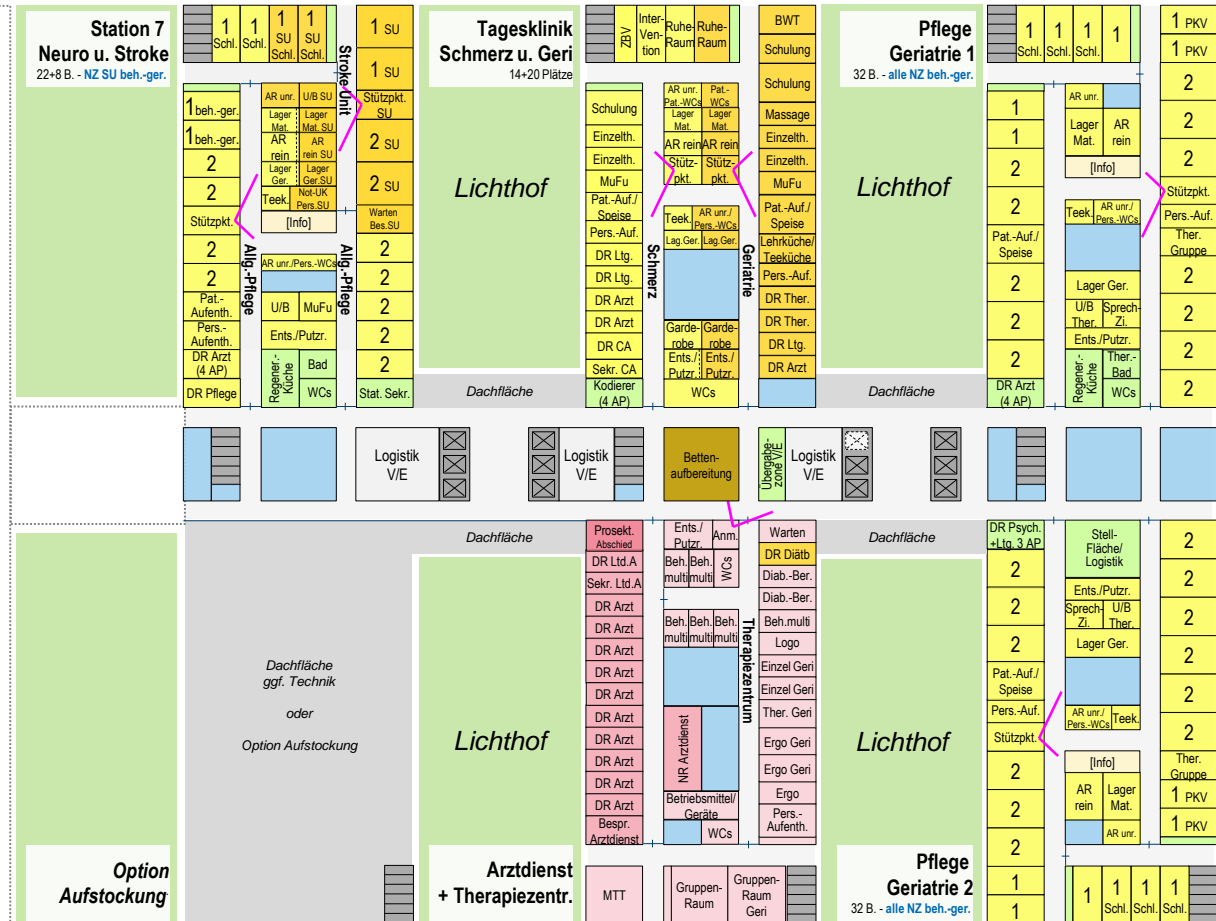 Station 7
Neuro u. Stroke
22+8 B. - NZ SU beh.-ger.
1
Schl.
1
Schl.
1
SU
Schl.
1
SU
Schl.
1 SU
1 SU
Stützpkt.
SU
2 SU
2 SU
Warten
Bes.SU
2
2
2
2
2
Stat. Sekr.
Stroke-Unit
1 beh.-ger.
1 beh.-ger.
2
2
Stützpkt.
2
2
Pat.-
Aufenth.
Pers.-
Aufenth.
DR Arzt
(4 AP)
DR Pflege
Allg.-Pflege
Allg.-Pflege
AR unr.
U/B SU
Lager
Mat.
Lager
Mat.SU
AR
rein
AR
rein SU
Lager
Ger.
Lager
Ger.SU
Teek.
Not-UK
Pers.SU
[Info]
AR unr./Pers.-WCs
U/B
MuFu
Ents./Putzr.
Regener.-
Küche
Bad
WCs
Tagesklinik
Schmerz u. Geri
14+20 Plätze
Lichthof
Dachfläche
ZBV
Inter-
Ven-
tion
Ruhe-
Raum
Ruhe-
Raum
Schulung
Einzelth.
Einzelth.
MuFu
Pat.-Auf./
Speise
Pers.-Auf.
DR Ltg.
DR Ltg.
DR Arzt
DR Arzt
DR CA
Sekr. CA
Kodierer
(4 AP)
Schmerz
Geriatrie
AR unr.
Pat.-WCs
Pat.-
WCs
Lager
Mat.
Lager
Mat.
AR rein
AR rein
Stütz-
pkt.
Stütz-
pkt.
Teek.
AR unr./
Pers.-WCs
Lag.Ger.
Lag.Ger.
Garde-
robe
Garde-
robe
Ents./
Putzr.
Ents./
Putzr.
WCs
BWT
Schulung
Schulung
Massage
Einzelth.
Einzelth.
MuFu
Pat.-Auf./
Speise
Lehrküche/
Teeküche
Pers.-Auf.
DR Ther.
DR Ther.
DR Ltg.
DR Arzt
Pflege
Geriatrie 1
32 B. - alle NZ beh.-ger.
Lichthof
Dachfläche
1
Schl.
1
Schl.
1
Schl.
1
1
1
2
2
Pat.-Auf./
Speise
2
2
2
DR Arzt
(4 AP)
AR unr.
Lager
Mat.
AR
rein
[Info]
Teek.
AR unr./
Pers.-WCs
Lager Ger.
U/B
Ther.
Sprech-
Zi.
Ents./Putzr.
Regener.-
Küche
Ther.-
Bad
WCs
1 PKV
1 PKV
2
2
2
2
Stützpkt.
Pers.-Auf.
Ther.
Gruppe
2
2
2
2
2
Logistik
V/E
Logistik
V/E
Betten-
aufbereitung
Übergabe-
zone V/E
Logistik
V/E
Dachfläche
ggf. Technik
oder
Option Aufstockung
Option
Aufstockung
Dachfläche
Lichthof
Arztdienst
+ Therapiezentr.
Prosekt.
Abschied
DR Ltd.A
Sekr. Ltd.A
DR Arzt
DR Arzt
DR Arzt
DR Arzt
DR Arzt
DR Arzt
DR Arzt
DR Arzt
DR Arzt
DR Arzt
Bespr.
Arztdienst
MTT
Ents./
Putzr.
Anm.
Beh.
multi
Beh.
multi
WCs
Beh.
multi
Beh.
multi
Beh.
multi
NR Arztdienst
Betriebsmittel/
Geräte
WCs
Gruppen-
Raum
Gruppen-
Raum
Geri
Therapiezentrum
Warten
DR Diätb
Diab.-Ber.
Diab.-Ber.
Beh.multi
Logo
Einzel Geri
Einzel Geri
Ther. Geri
Ergo Geri
Ergo Geri
Ergo
Pers.-
Aufenth.
Dachfläche
Lichthof
Pflege
Geriatrie 2
32 B. - alle NZ beh.-ger.
DR Psych.
+Ltg. 3 AP
2
2
2
Pat.-Auf./
Speise
Pers.-Auf.
Stützpkt.
2
2
2
1
1
Stell-
Fläche/
Logistik
Ents./Putzr.
Sprech-
Zi.
U/B
Ther.
Lager Ger.
AR unr./
Pers.-WCs
Teek.
[Info]
AR
rein
Lager
Mat.
AR unr.
1
1
Schl.
1
Schl.
1
Schl.
2
2
2
2
2
2
Ther.
Gruppe
1 PKV
1 PKV